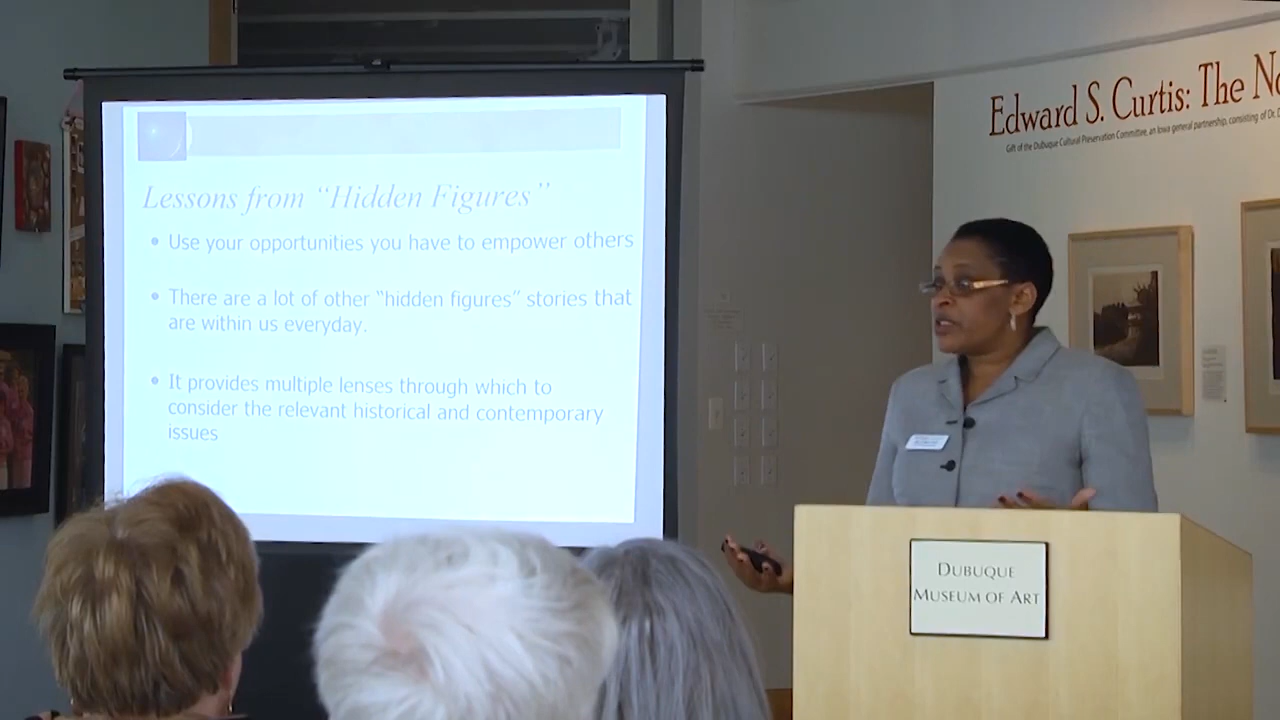 Lessons from “Hidden Figures”
Use your opportunities you have to empower others
There are a lot of other “hidden figures” stories that
are within us everyday.
It provides multiple lenses through which to
consider the relevant historical and contemporary
issues
Edward S. Curtis: The
Gift of the Dubuque Cultural Preservation Committee, an Iowa general partnership, consisting of Dr.
DUBUQUE
MUSEUM OF ART